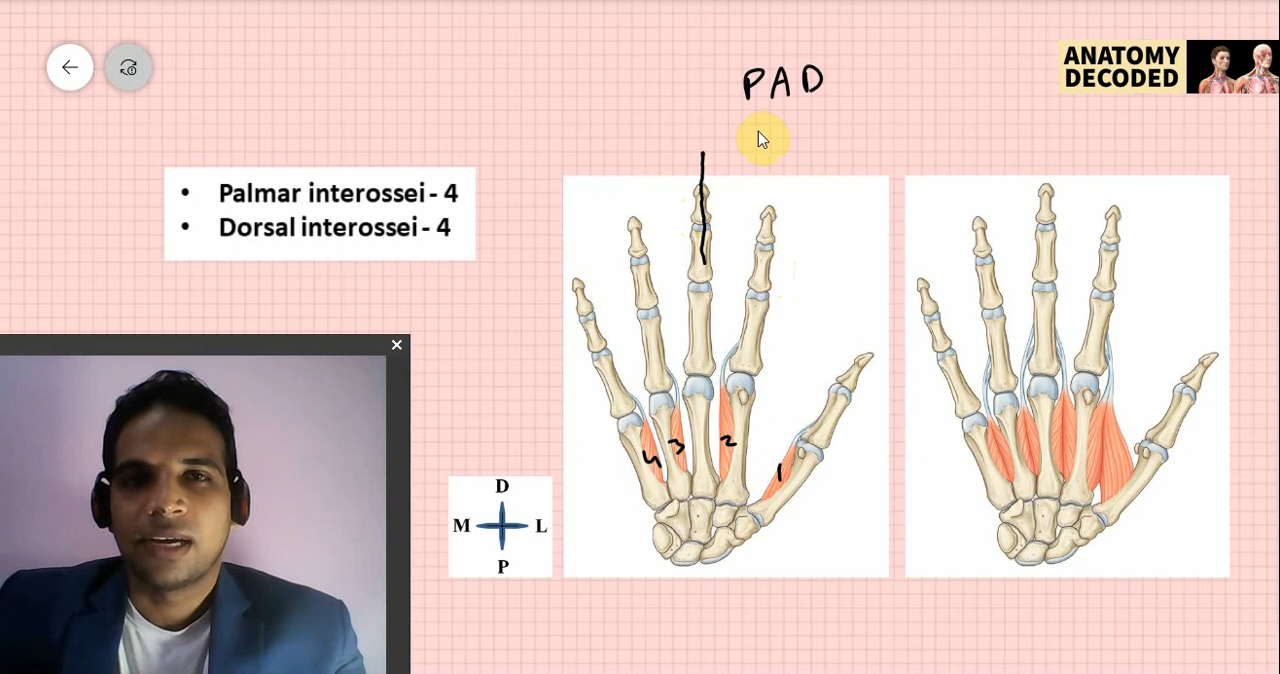 PAD
ANATOMY
DECODED
• Palmar interossei - 4
• Dorsal interossei - 4
4 3 2 1
D
M L
P